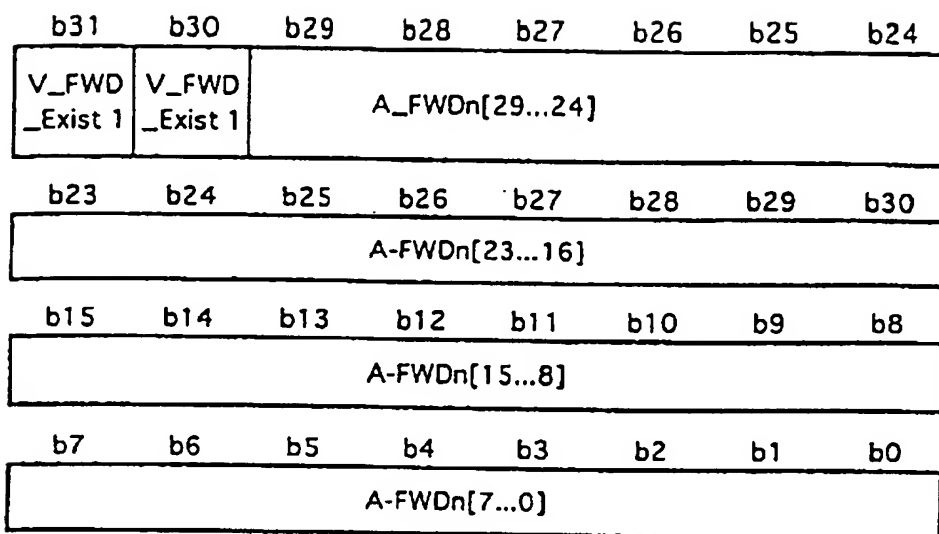 b31 b30 b29 b28 b27 b26 b25 b24
V_FWD V_FWD
_Exist 1 _Exist 1 A_FWDn[29...24]
b23 b24 b25 b26 b27 b28 b29 b30
A-FWDn[23...16]
b15 b14 b13 b12 b11 b10 b9 b8
A-FWDn[15...8]
b7 b6 b5 b4 b3 b2 b1 b0
A-FWDn[7...0]